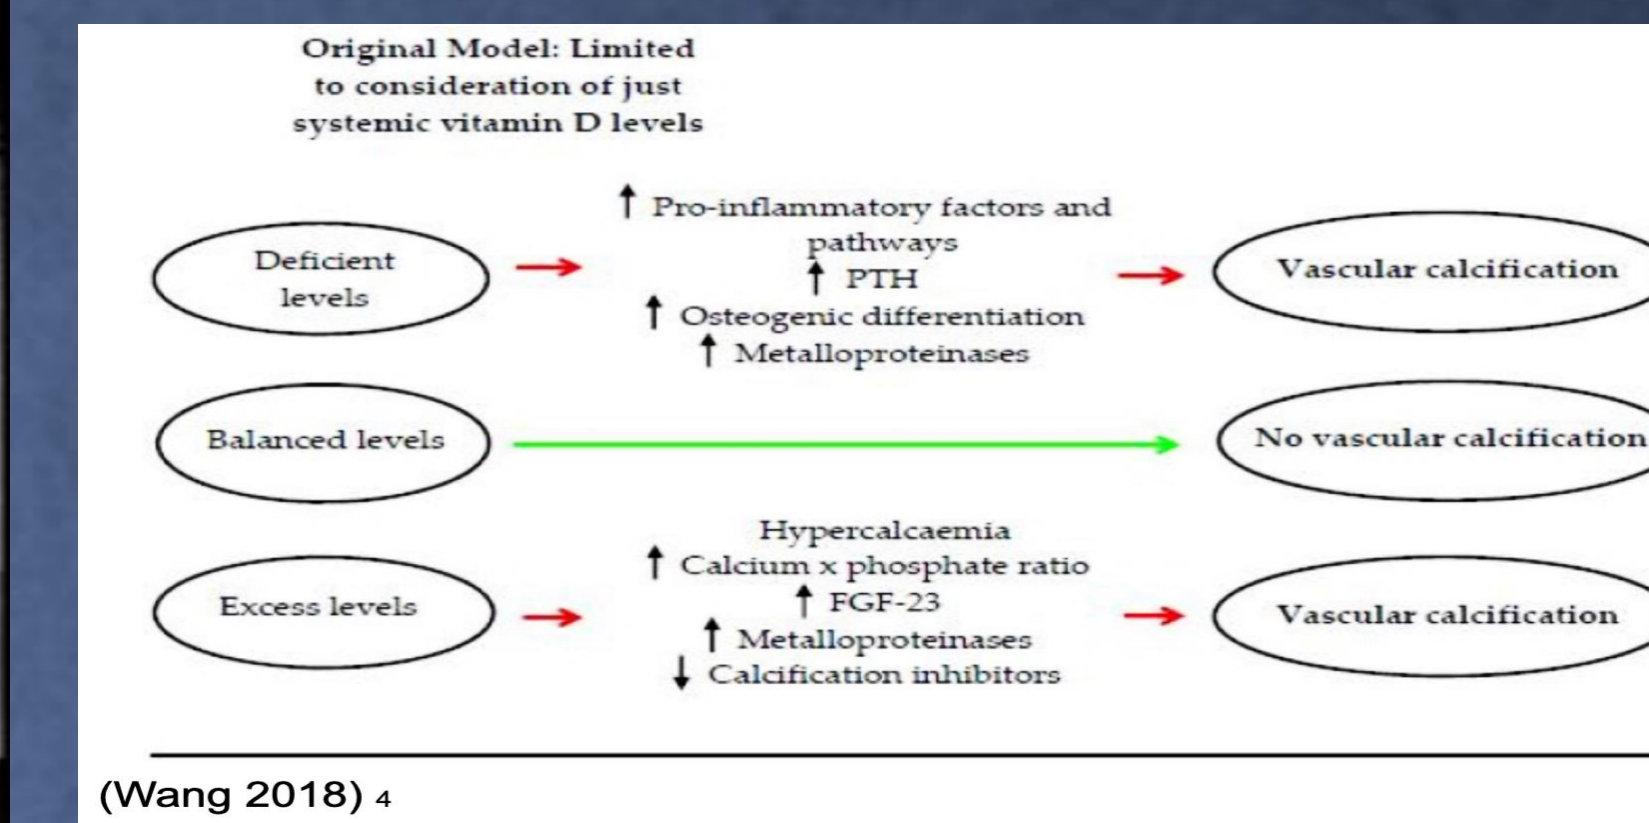 Original Model: Limited
to consideration of just
systemic vitamin D levels
Deficient
levels
↑ Pro-inflammatory factors and
pathways
↑ PTH
↑ Osteogenic differentiation
↑ Metalloproteinases
Vascular calcification
Balanced levels
No vascular calcification
Excess levels
Hypercalcaemia
↑ Calcium x phosphate ratio
↑ FGF-23
↑ Metalloproteinases
↓ Calcification inhibitors
Vascular calcification
(Wang 2018) 4